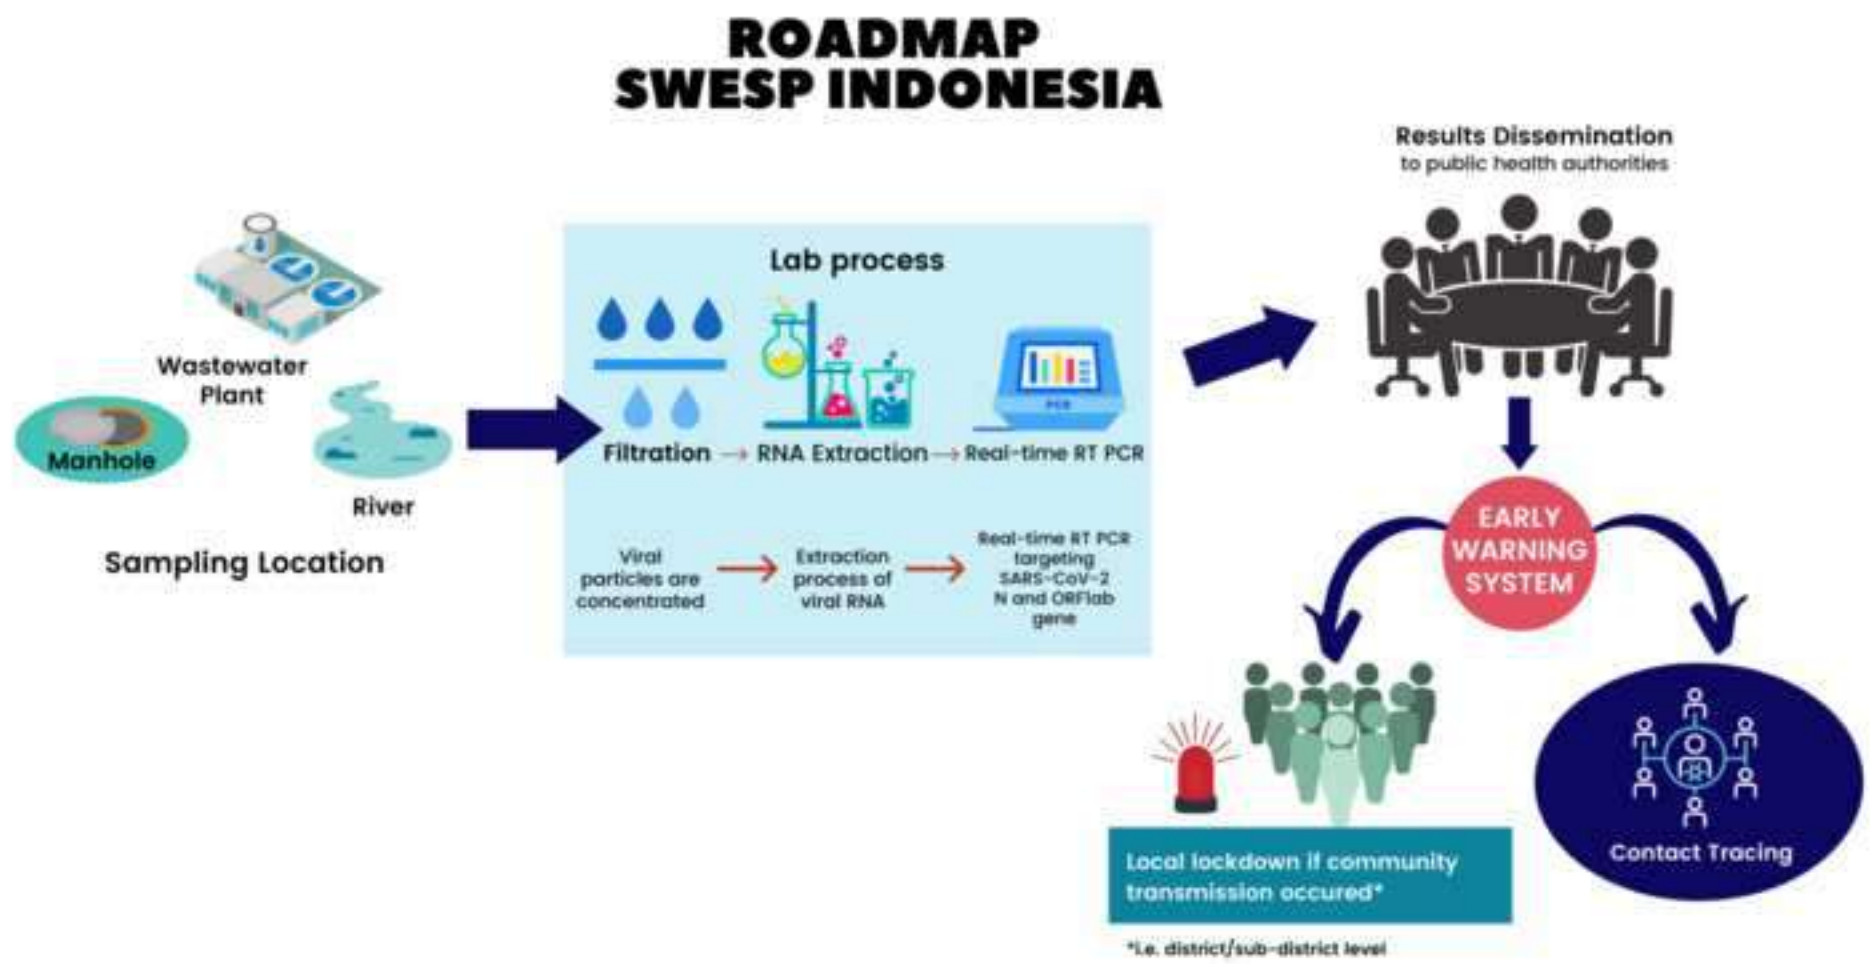 ROADMAP
SWESP INDONESIA
Wastewater
Plant
Manhole
River
Sampling Location
Lab process
PCR
Filtration
RNA Extraction
Real-time RT PCR
Viral
particles are
concentrated
Extraction
process of
viral RNA
Real-time RT PCR
targeting
SARS-CoV-2
N and ORF1ab
gene
Results Dissemination
to public health authorities
EARLY
WARNING
SYSTEM
Local lockdown if community
transmission occured*
*i.e. district/sub-district level
Contact Tracing